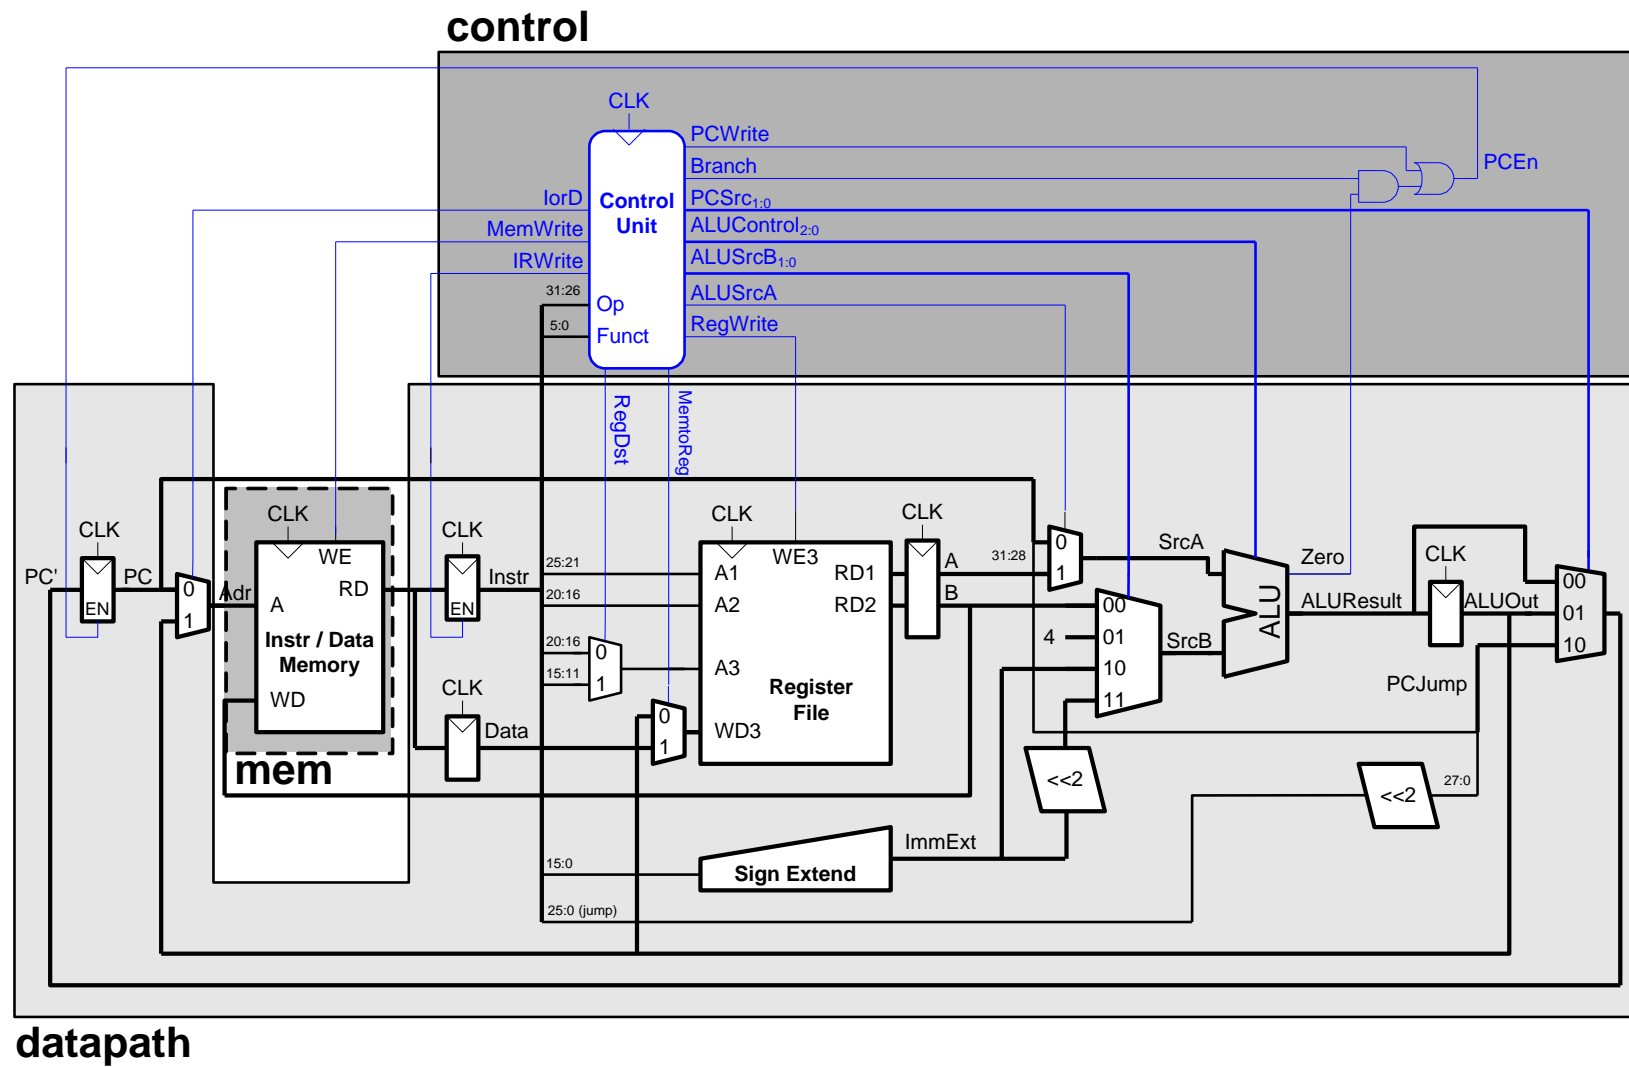 control
CLK
PCWrite
Branch
PCEn
IorD
Control
Unit
PCSrc1:0
MemWrite
ALUControl2:0
IRWrite
ALUSrcB1:0
31:26
Op
ALUSrcA
5:0
Funct
RegWrite
RegDst
MemtoReg
CLK
CLK
CLK
CLK
CLK
PC'
EN
PC
0
1
Adr
WE
A
RD
Instr / Data
Memory
WD
mem
EN
Instr
25:21
20:16
20:16
15:11
0
1
CLK
Data
0
1
A1
A2
A3
WD3
WE3
RD1
RD2
Register
File
CLK
A
B
31:28
0
1
SrcA
00
4
01
10
11
SrcB
ALU
Zero
ALUResult
CLK
ALUOut
00
01
10
PCJump
<<2
<<2
27:0
15:0
Sign Extend
ImmExt
25:0 (jump)
datapath